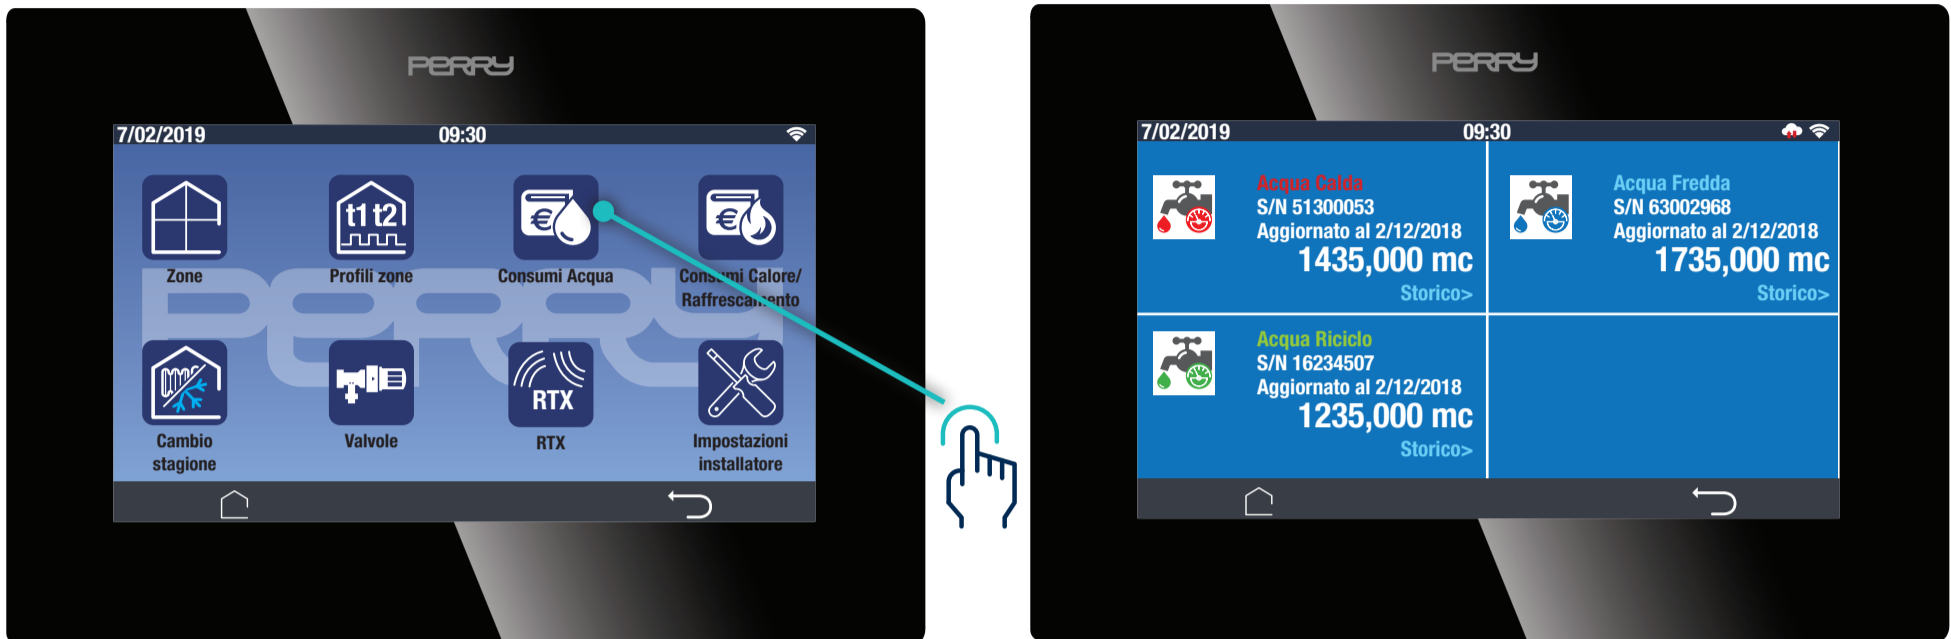 PERRY
7/02/2019 09:30
PERRY
Zone
Profili zone
t1 t2
Consumi Acqua
€
Consumi Calore/
Raffrescamento
€
Cambio
stagione
Valvole
RTX
RTX
Impostazioni
installatore
PERRY
7/02/2019 09:30
Acqua Calda
S/N 51300053
Aggiornato al 2/12/2018
1435,000 mc
Storico>
Acqua Fredda
S/N 63002968
Aggiornato al 2/12/2018
1735,000 mc
Storico>
Acqua Riciclo
S/N 16234507
Aggiornato al 2/12/2018
1235,000 mc
Storico>